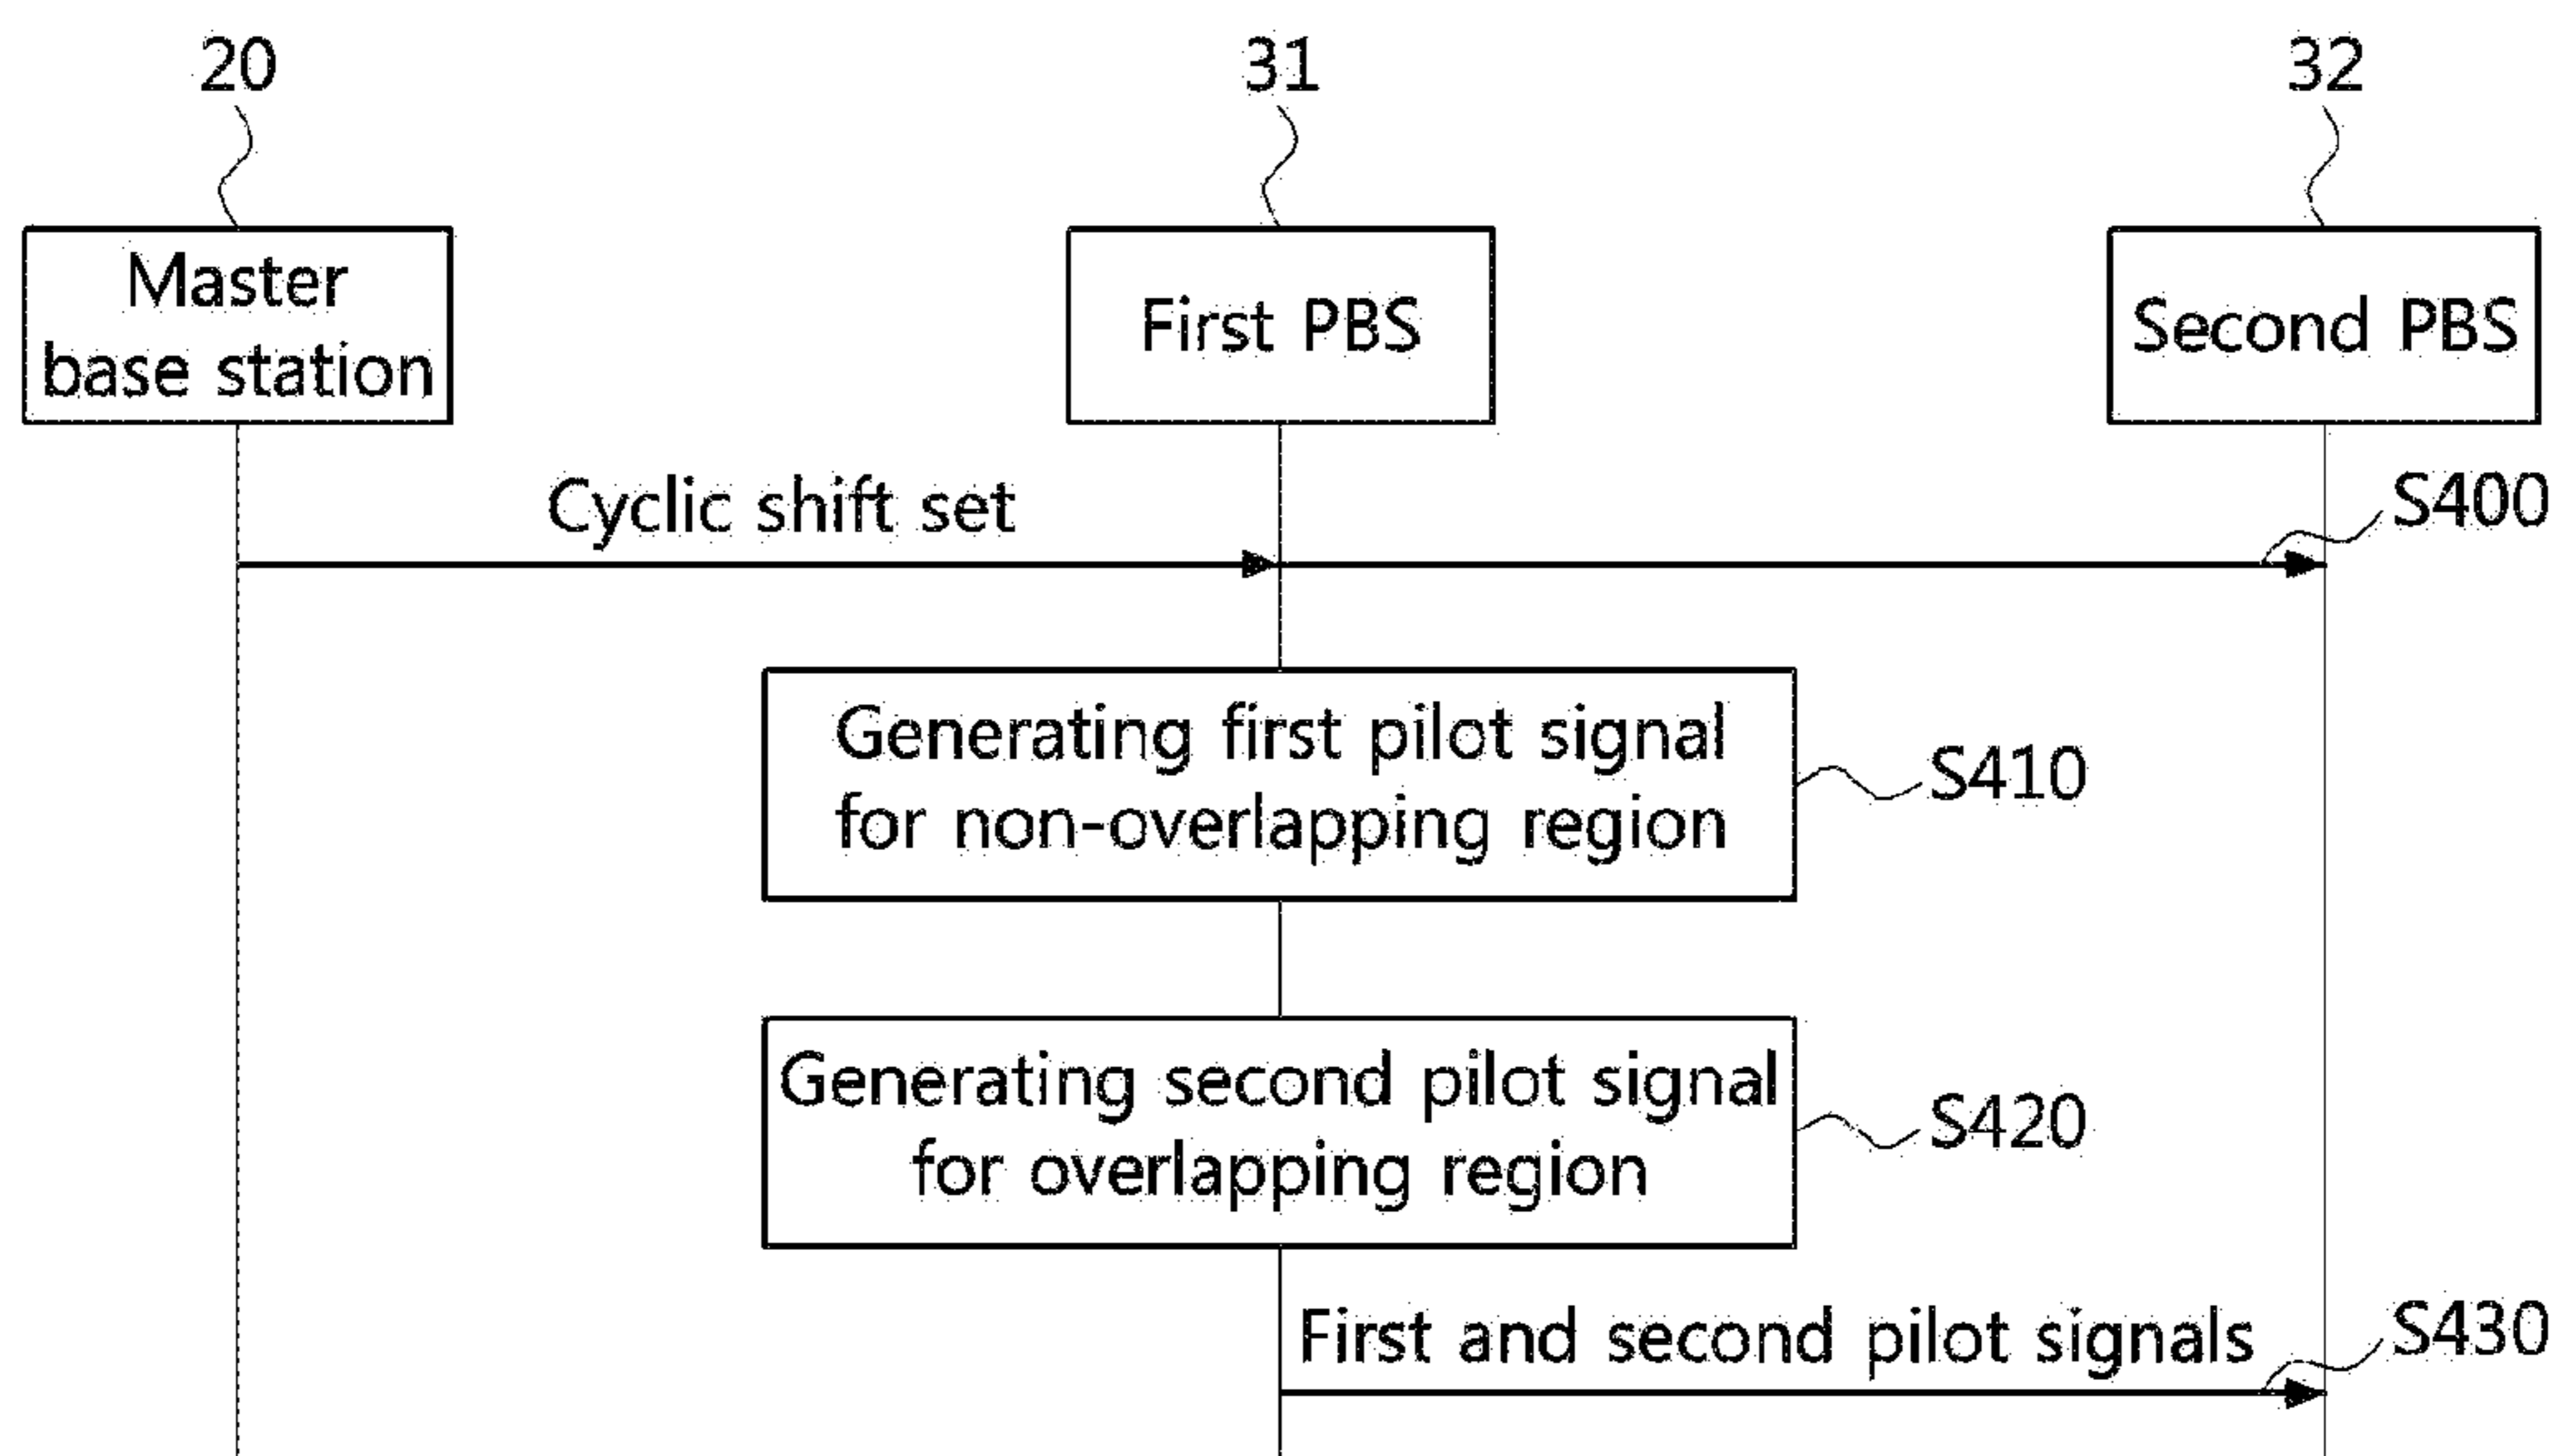 20
31
32
Master
base station
First PBS
Second PBS
Cyclic shift set
S400
Generating first pilot signal
for non-overlapping region
S410
Generating second pilot signal
for overlapping region
S420
First and second pilot signals
S430